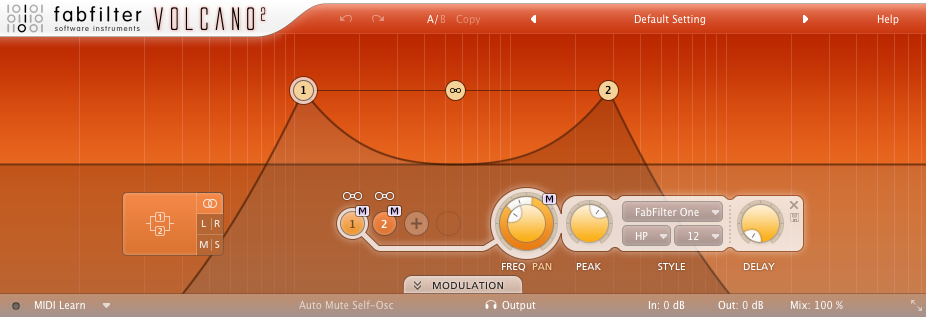 fabfilter VOLCANO 2
software instruments
A/B Copy Default Setting Help
1 ∞ 2
1
2
L R
M S
M M
1 2 +
M
FabFilter One
HP 12
FREQ PAN PEAK STYLE DELAY
MODULATION
MIDI Learn Auto Mute Self-Osc Output In: 0 dB Out: 0 dB Mix: 100 %